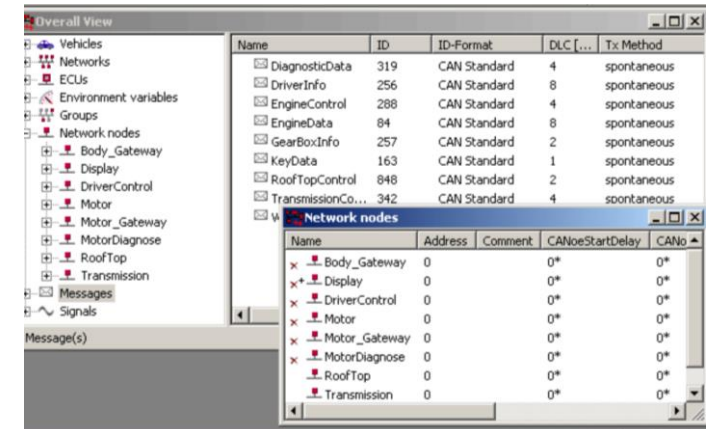 Overall View
Vehicles
Networks
ECUs
Environment variables
Groups
Network nodes
Body_Gateway
Display
DriverControl
Motor
Motor_Gateway
MotorDiagnose
RoofTop
Transmission
Messages
Signals
Message(s)
Name ID ID-Format DLC [... Tx Method
DiagnosticData 319 CAN Standard 4 spontaneous
DriverInfo 256 CAN Standard 8 spontaneous
EngineControl 288 CAN Standard 4 spontaneous
EngineData 84 CAN Standard 8 spontaneous
GearBoxInfo 257 CAN Standard 2 spontaneous
KeyData 163 CAN Standard 1 spontaneous
RoofTopControl 848 CAN Standard 2 spontaneous
TransmissionCo... 342 CAN Standard 4 spontaneous
Network nodes
Name Address Comment CANoeStartDelay CANo
Body_Gateway 0 0* 0*
Display 0 0* 0*
DriverControl 0 0* 0*
Motor 0 0* 0*
Motor_Gateway 0 0* 0*
MotorDiagnose 0 0* 0*
RoofTop 0 0* 0*
Transmission 0 0* 0*